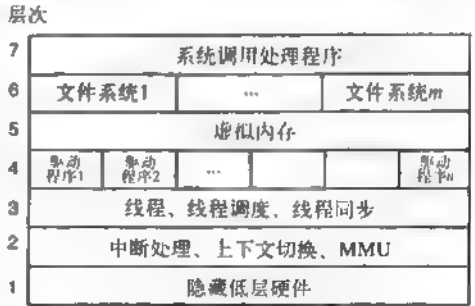 层次
7 系统调用处理程序
6 文件系统1 … 文件系统m
5 虚拟内存
4 驱动程序1 驱动程序2 … 驱动程序n
3 线程、线程调度、线程同步
2 中断处理、上下文切换、MMU
1 隐藏低层硬件